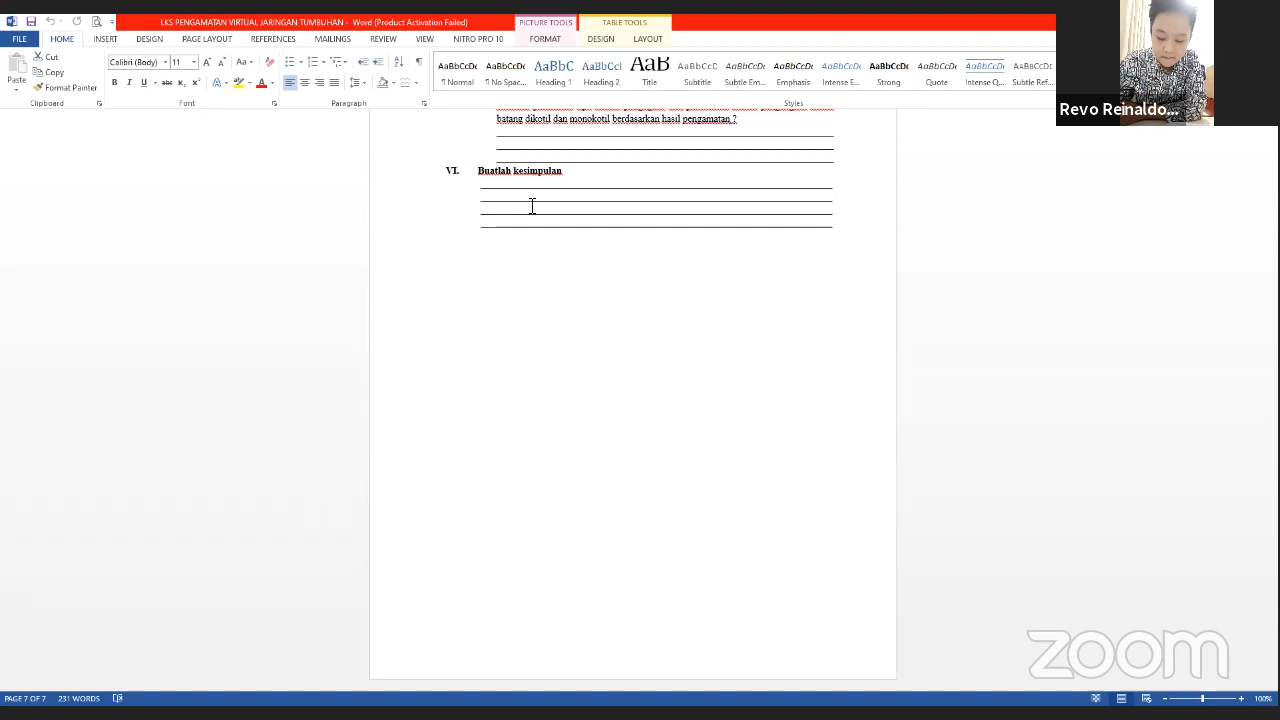 LKS PENGAMATAN VIRTUAL JARINGAN TUMBUHAN - Word (Product Activation Failed)
PICTURE TOOLS
TABLE TOOLS
FILE HOME INSERT DESIGN PAGE LAYOUT REFERENCES MAILINGS REVIEW VIEW NITRO PRO 10 FORMAT DESIGN LAYOUT
Paste
Cut
Copy
Format Painter
Clipboard
Calibri (Body) 11
Font
Paragraph
AaBbCcDc AaBbCcDc AaBbC AaBbCcI AaB AaBbCcD AaBbCcDc AaBbCcDc AaBbCcDc AaBbCcDc AaBbCcDc AaBbCcDc AaBbCcDc
¶ Normal ¶ No Spac... Heading 1 Heading 2 Title Subtitle Subtle Em... Emphasis Intense E... Strong Quote Intense Q... Subtle Ref...
Styles
Revo Reinaldo...
batang dikotil dan monokotil berdasarkan hasil pengamatan ?
VI. Buatlah kesimpulan
zoom
PAGE 7 OF 7 231 WORDS
100%